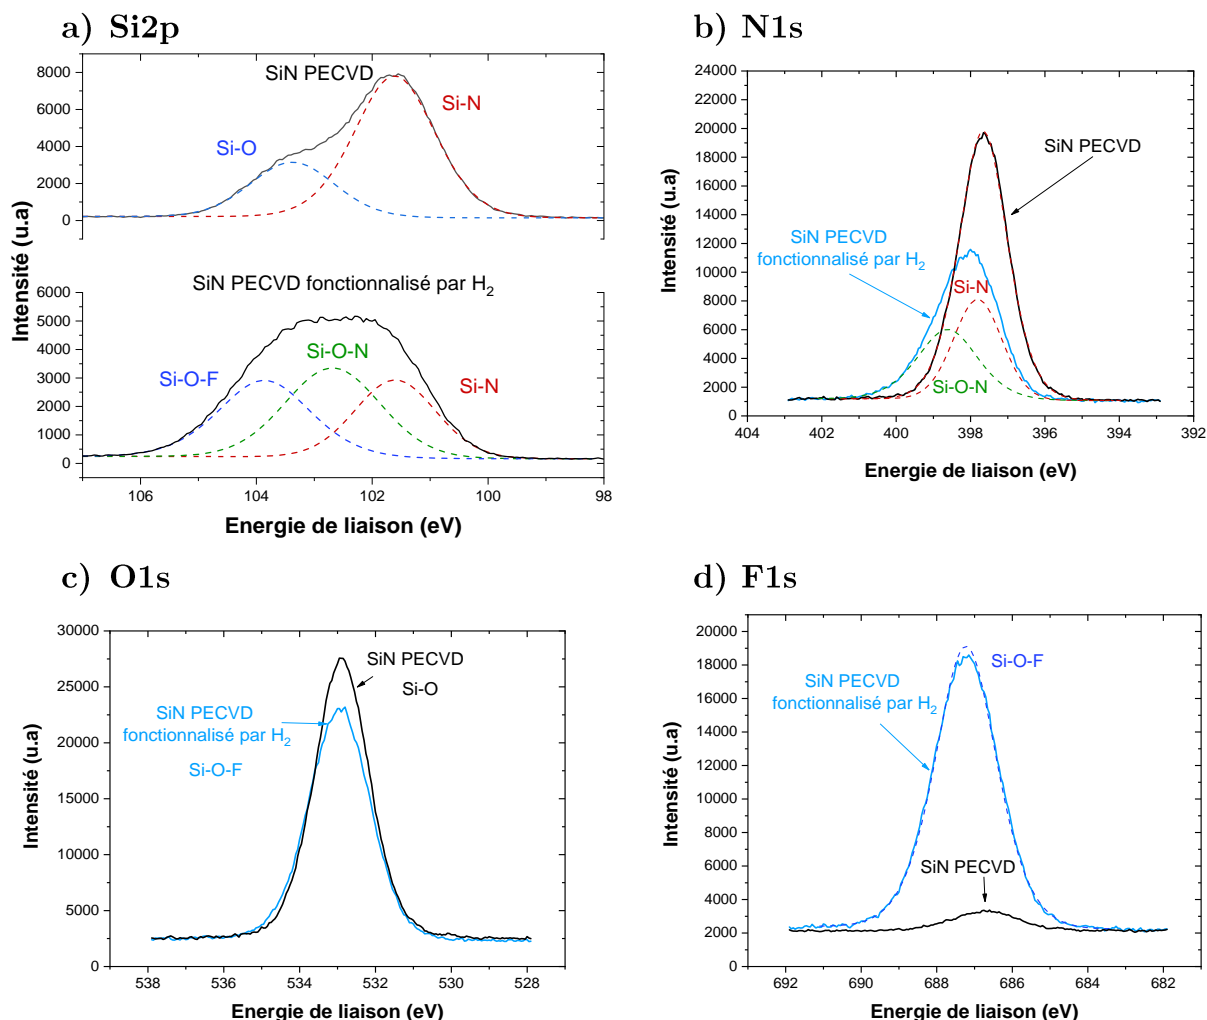 a) Si2p
Intensité (u.a)
8000
6000
4000
2000
0
SiN PECVD
Si-N
Si-O
6000
5000
4000
3000
2000
1000
0
SiN PECVD fonctionnalisé par H2
Si-O-N
Si-O-F
Si-N
106
104
102
100
98
Energie de liaison (eV)
b) N1s
Intensité (u.a)
24000
22000
20000
18000
16000
14000
12000
10000
8000
6000
4000
2000
0
SiN PECVD
SiN PECVD
fonctionnalisé par H2
Si-N
Si-O-N
404
402
400
398
396
394
392
Energie de liaison (eV)
c) O1s
Intensité (u.a)
30000
25000
20000
15000
10000
5000
0
SiN PECVD
Si-O
SiN PECVD
fonctionnalisé par H2
Si-O-F
538
536
534
532
530
528
Energie de liaison (eV)
d) F1s
Intensité (u.a)
20000
18000
16000
14000
12000
10000
8000
6000
4000
2000
0
Si-O-F
SiN PECVD
fonctionnalisé par H2
SiN PECVD
692
690
688
686
684
682
Energie de liaison (eV)